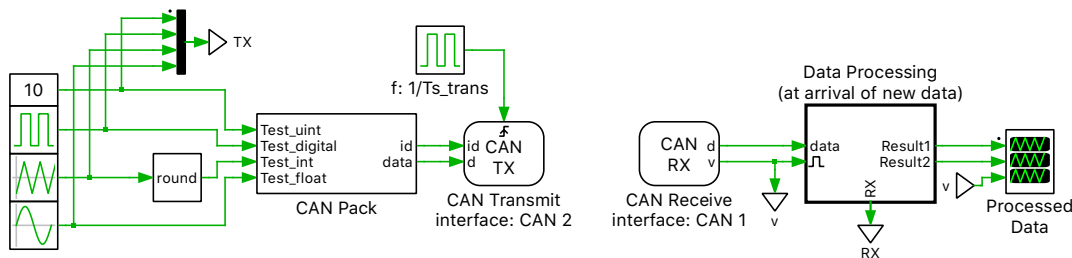 TX
f: 1/Ts_trans
10
round
Test_uint
Test_digital
Test_int
Test_float
id
data
CAN Pack
id
d
CAN
TX
CAN Transmit
interface: CAN 2
CAN
RX
d
v
CAN Receive
interface: CAN 1
v
Data Processing
(at arrival of new data)
data
Result1
Result2
RX
RX
v
Processed
Data